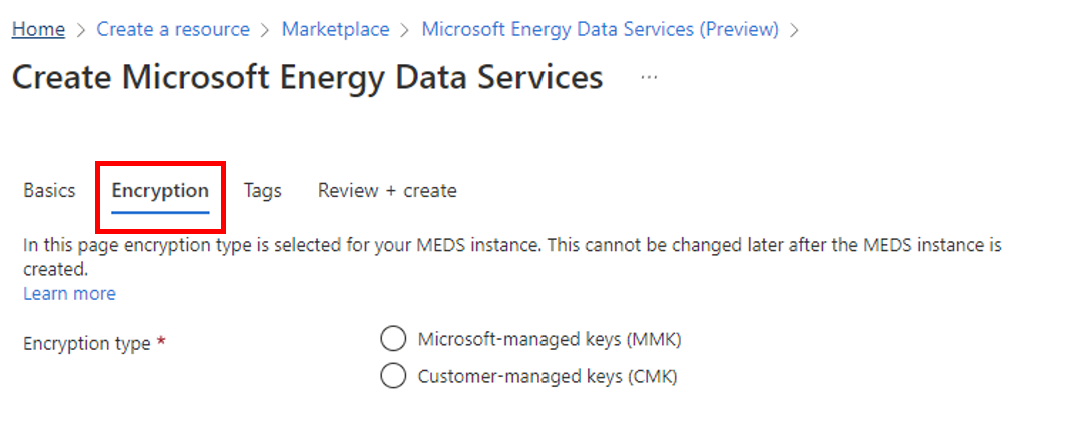 Home > Create a resource > Marketplace > Microsoft Energy Data Services (Preview) >
Create Microsoft Energy Data Services ...
Basics Encryption Tags Review + create
In this page encryption type is selected for your MEDS instance. This cannot be changed later after the MEDS instance is
created.
Learn more
Encryption type * Microsoft-managed keys (MMK)
Customer-managed keys (CMK)